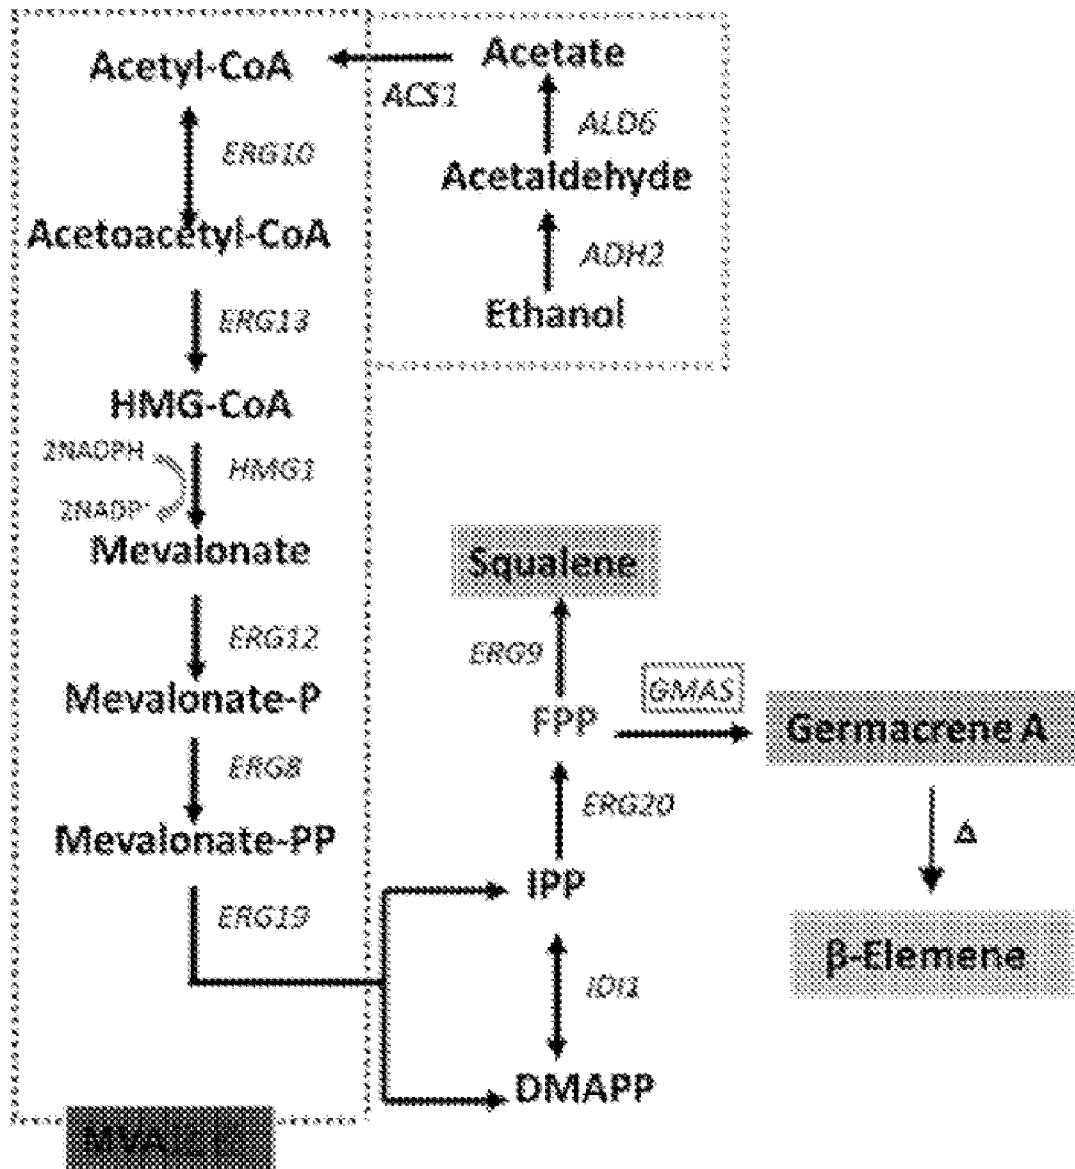 Acetyl-CoA
Acetate
ACS1
ALD6
ERG10
Acetaldehyde
Acetoacetyl-CoA
ADH2
Ethanol
ERG13
HMG-CoA
2NADPH
HMG1
2NADP⁺
Mevalonate
Squalene
ERG12
ERG9
Mevalonate-P
GMAS
FPP
Germacrene A
ERG8
ERG20
Mevalonate-PP
Δ
IPP
ERG19
β-Elemene
IDI1
DMAPP
MVA